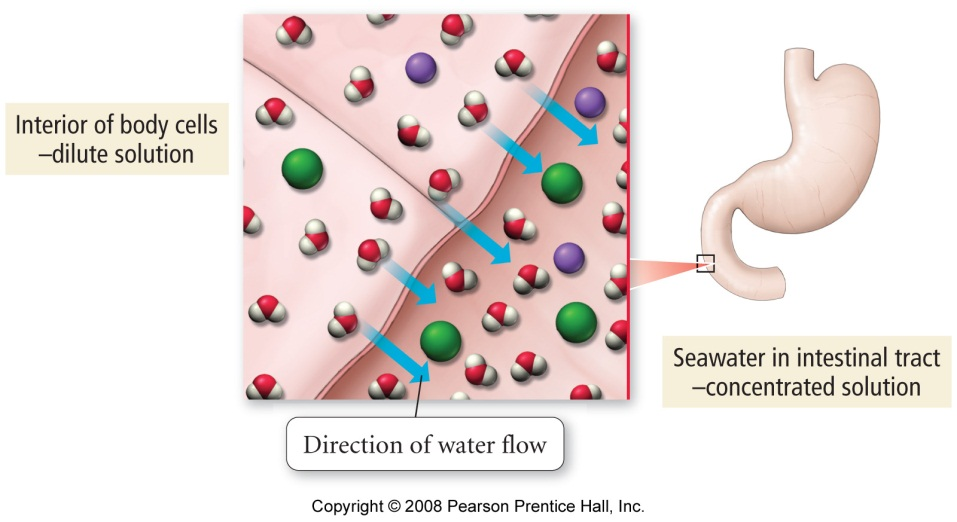 Interior of body cells
–dilute solution
Seawater in intestinal tract
–concentrated solution
Direction of water flow
Copyright © 2008 Pearson Prentice Hall, Inc.